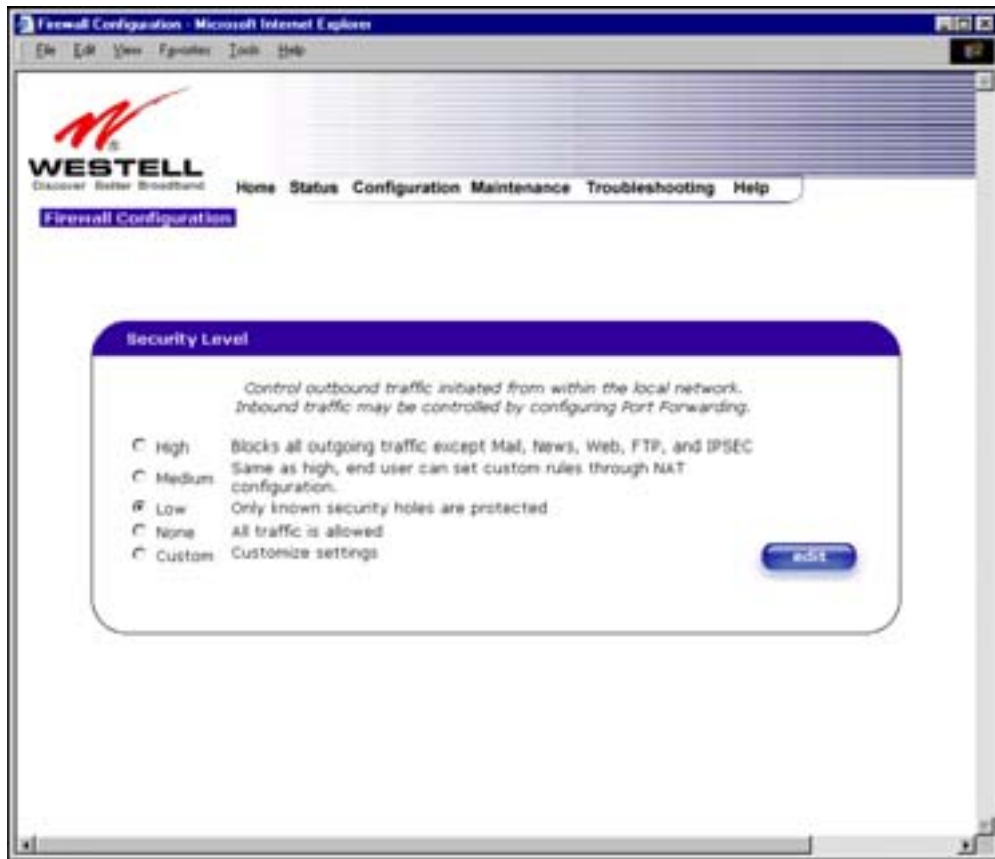 Firewall Configuration - Microsoft Internet Explorer
File Edit View Favorites Tools Help
WESTELL
Discover Better Broadband
Home Status Configuration Maintenance Troubleshooting Help
Firewall Configuration
Security Level
Control outbound traffic initiated from within the local network.
Inbound traffic may be controlled by configuring Port Forwarding.
High Blocks all outgoing traffic except Mail, News, Web, FTP, and IPSEC
Medium Same as high, end user can set custom rules through NAT
configuration.
Low Only known security holes are protected
None All traffic is allowed
Custom Customize settings
edit